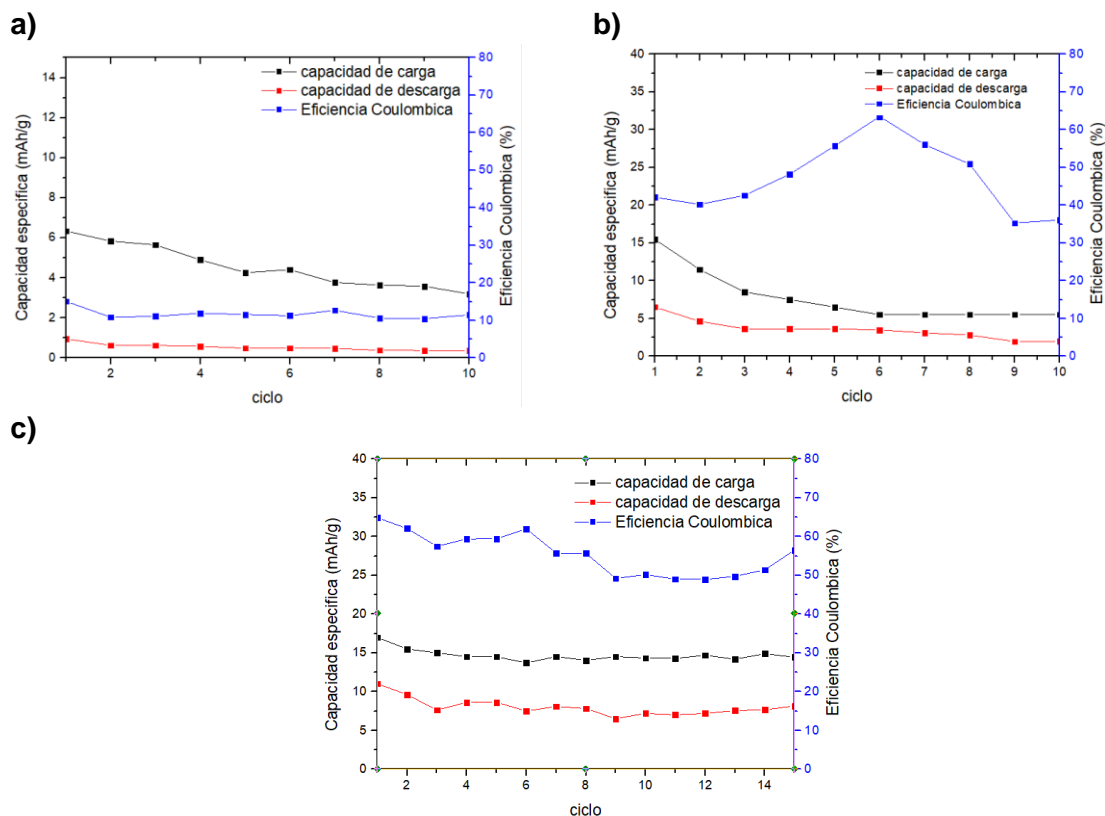 a)
capacidad de carga
capacidad de descarga
Eficiencia Coulombica
Capacidad especifica (mAh/g)
Eficiencia Coulombica (%)
14
12
10
8
6
4
2
0
80
70
60
50
40
30
20
10
0
2 4 6 8 10
ciclo
b)
capacidad de carga
capacidad de descarga
Eficiencia Coulombica
Capacidad especifica (mAh/g)
Eficiencia Coulombica (%)
40
35
30
25
20
15
10
5
0
80
70
60
50
40
30
20
10
0
1 2 3 4 5 6 7 8 9 10
ciclo
c)
capacidad de carga
capacidad de descarga
Eficiencia Coulombica
Capacidad especifica (mAh/g)
Eficiencia Coulombica (%)
40
35
30
25
20
15
10
5
0
80
70
60
50
40
30
20
10
0
2 4 6 8 10 12 14
ciclo